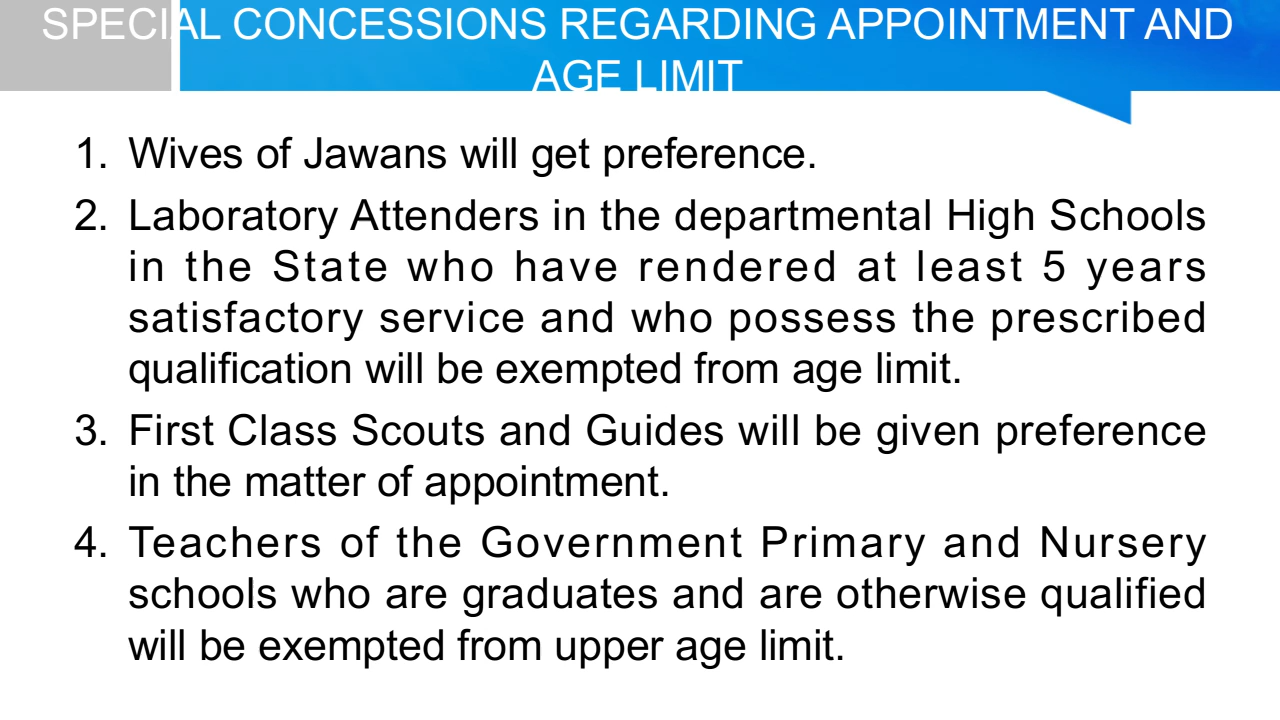 SPECIAL CONCESSIONS REGARDING APPOINTMENT AND
AGE LIMIT
1. Wives of Jawans will get preference.
2. Laboratory Attenders in the departmental High Schools
in the State who have rendered at least 5 years
satisfactory service and who possess the prescribed
qualification will be exempted from age limit.
3. First Class Scouts and Guides will be given preference
in the matter of appointment.
4. Teachers of the Government Primary and Nursery
schools who are graduates and are otherwise qualified
will be exempted from upper age limit.